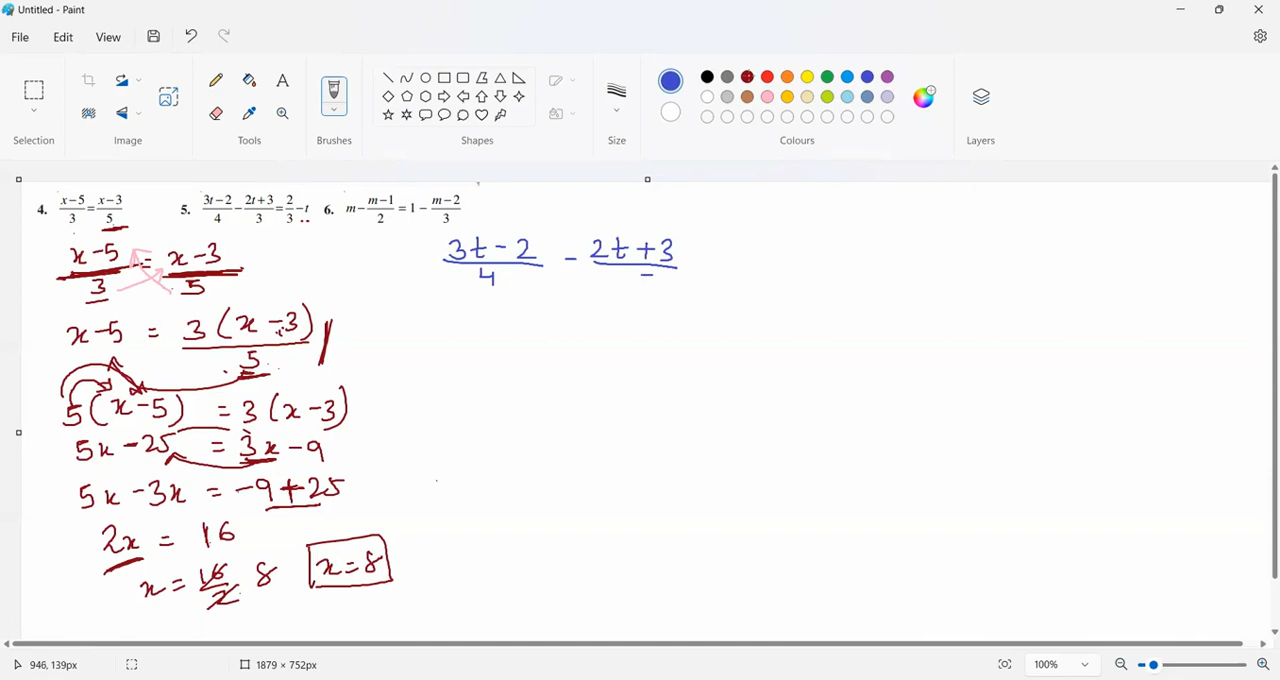 Untitled - Paint
File Edit View
Selection Image Tools Brushes Shapes Size Colours Layers
4. x−5/3 = x−3/5 5. 3t−2/4 − 2t+3/3 = 2/3 − t 6. m − m−1/2 = 1 − m−2/3
x−5/3 = x−3/5
3t − 2/4 − 2t + 3
x−5 = 3(x−3)/5
5(x−5) = 3(x−3)
5x − 25 = 3x − 9
5x − 3x = −9 + 25
2x = 16
x = 16/2 8 x = 8
946, 139px 1879 × 752px 100%